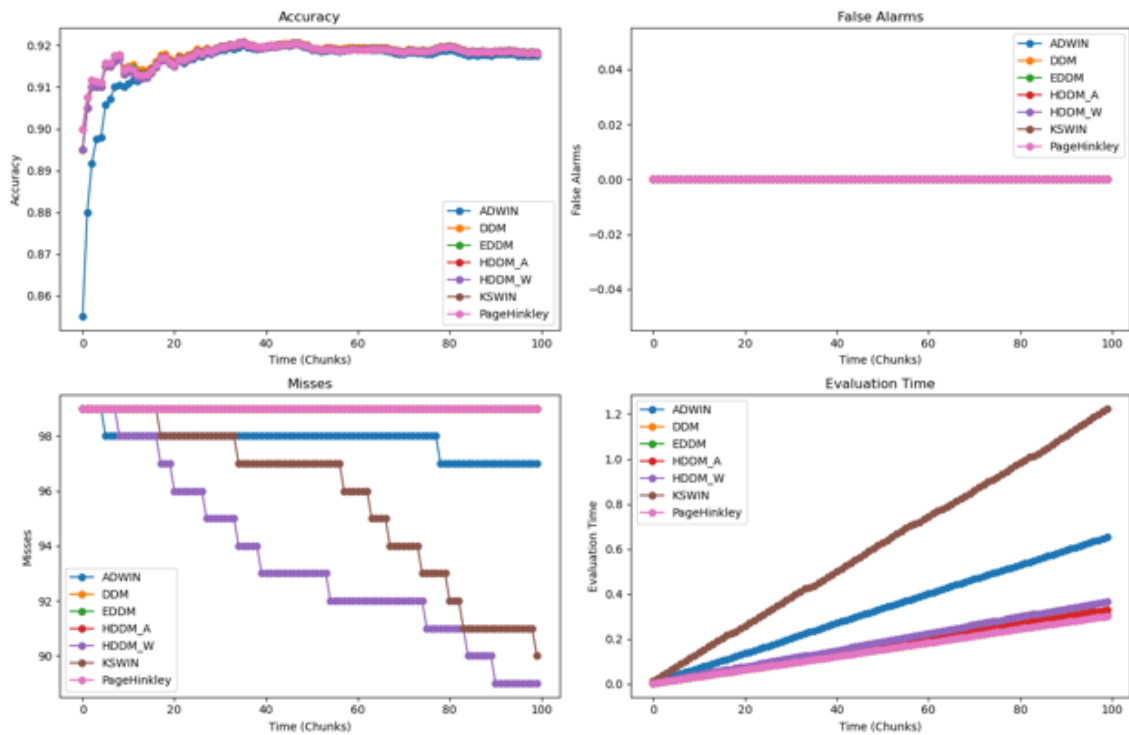 Accuracy
0.92
0.91
0.90
0.89
0.88
0.87
0.86
Accuracy
ADWIN
DDM
EDDM
HDDM_A
HDDM_W
KSWIN
PageHinkley
0
20
40
60
80
100
Time (Chunks)
False Alarms
0.04
0.02
0.00
−0.02
−0.04
False Alarms
ADWIN
DDM
EDDM
HDDM_A
HDDM_W
KSWIN
PageHinkley
0
20
40
60
80
100
Time (Chunks)
Misses
98
96
94
92
90
Misses
ADWIN
DDM
EDDM
HDDM_A
HDDM_W
KSWIN
PageHinkley
0
20
40
60
80
100
Time (Chunks)
Evaluation Time
1.2
1.0
0.8
0.6
0.4
0.2
0.0
Evaluation Time
ADWIN
DDM
EDDM
HDDM_A
HDDM_W
KSWIN
PageHinkley
0
20
40
60
80
100
Time (Chunks)